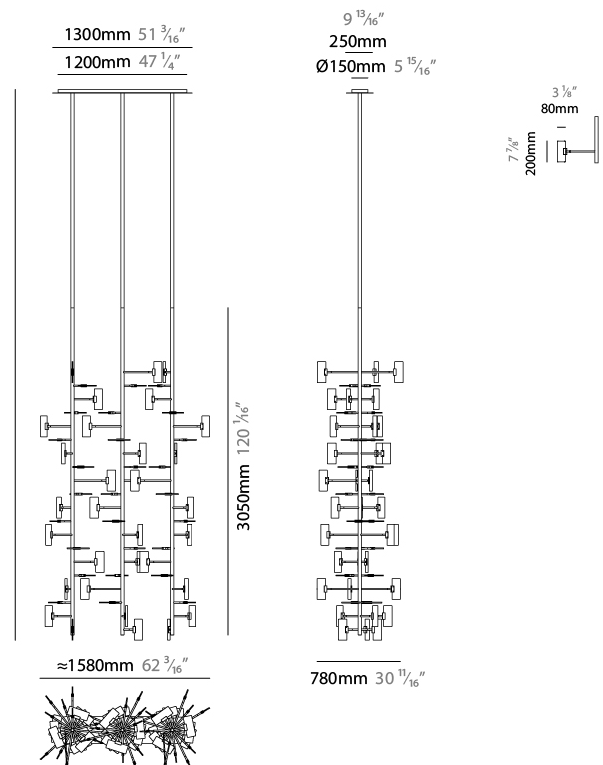 1300mm 51 3/16"
1200mm 47 1/4"
9 13/16"
250mm
Ø150mm 5 15/16"
3 1/8"
80mm
7 7/8"
200mm
3050mm 120 1/16"
≈1580mm 62 3/16"
780mm 30 11/16"